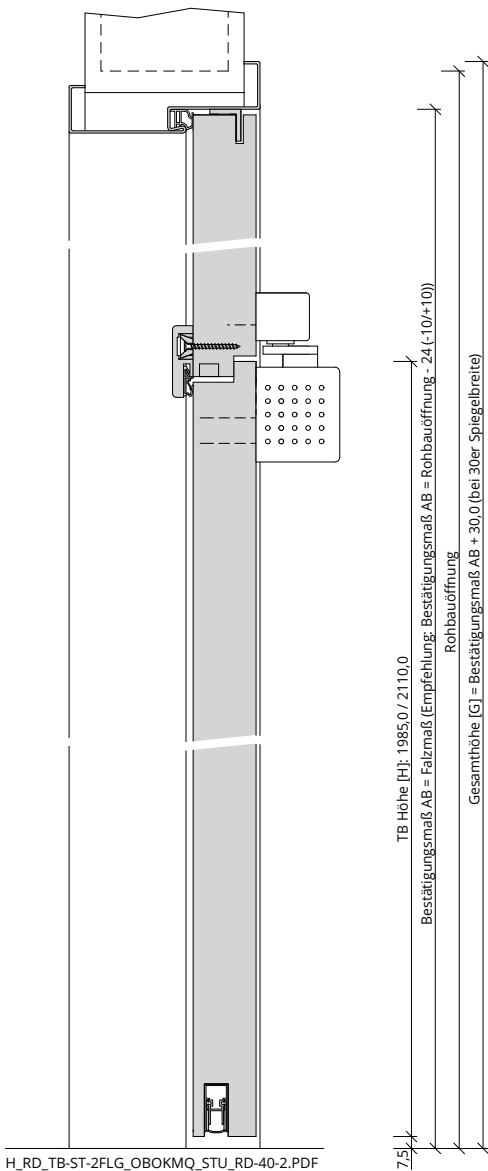 TB Höhe [H]: 1985,0 / 2110,0
Bestätigungsmaß AB = Falzmaß (Empfehlung: Bestätigungsmaß AB = Rohbauöffnung - 24 (-10/+10))
Rohbauöffnung
Gesamthöhe [G] = Bestätigungsmaß AB + 30,0 (bei 30er Spiegelbreite)
7,5
H_RD_TB-ST-2FLG_OBOKMQ_STU_RD-40-2.PDF